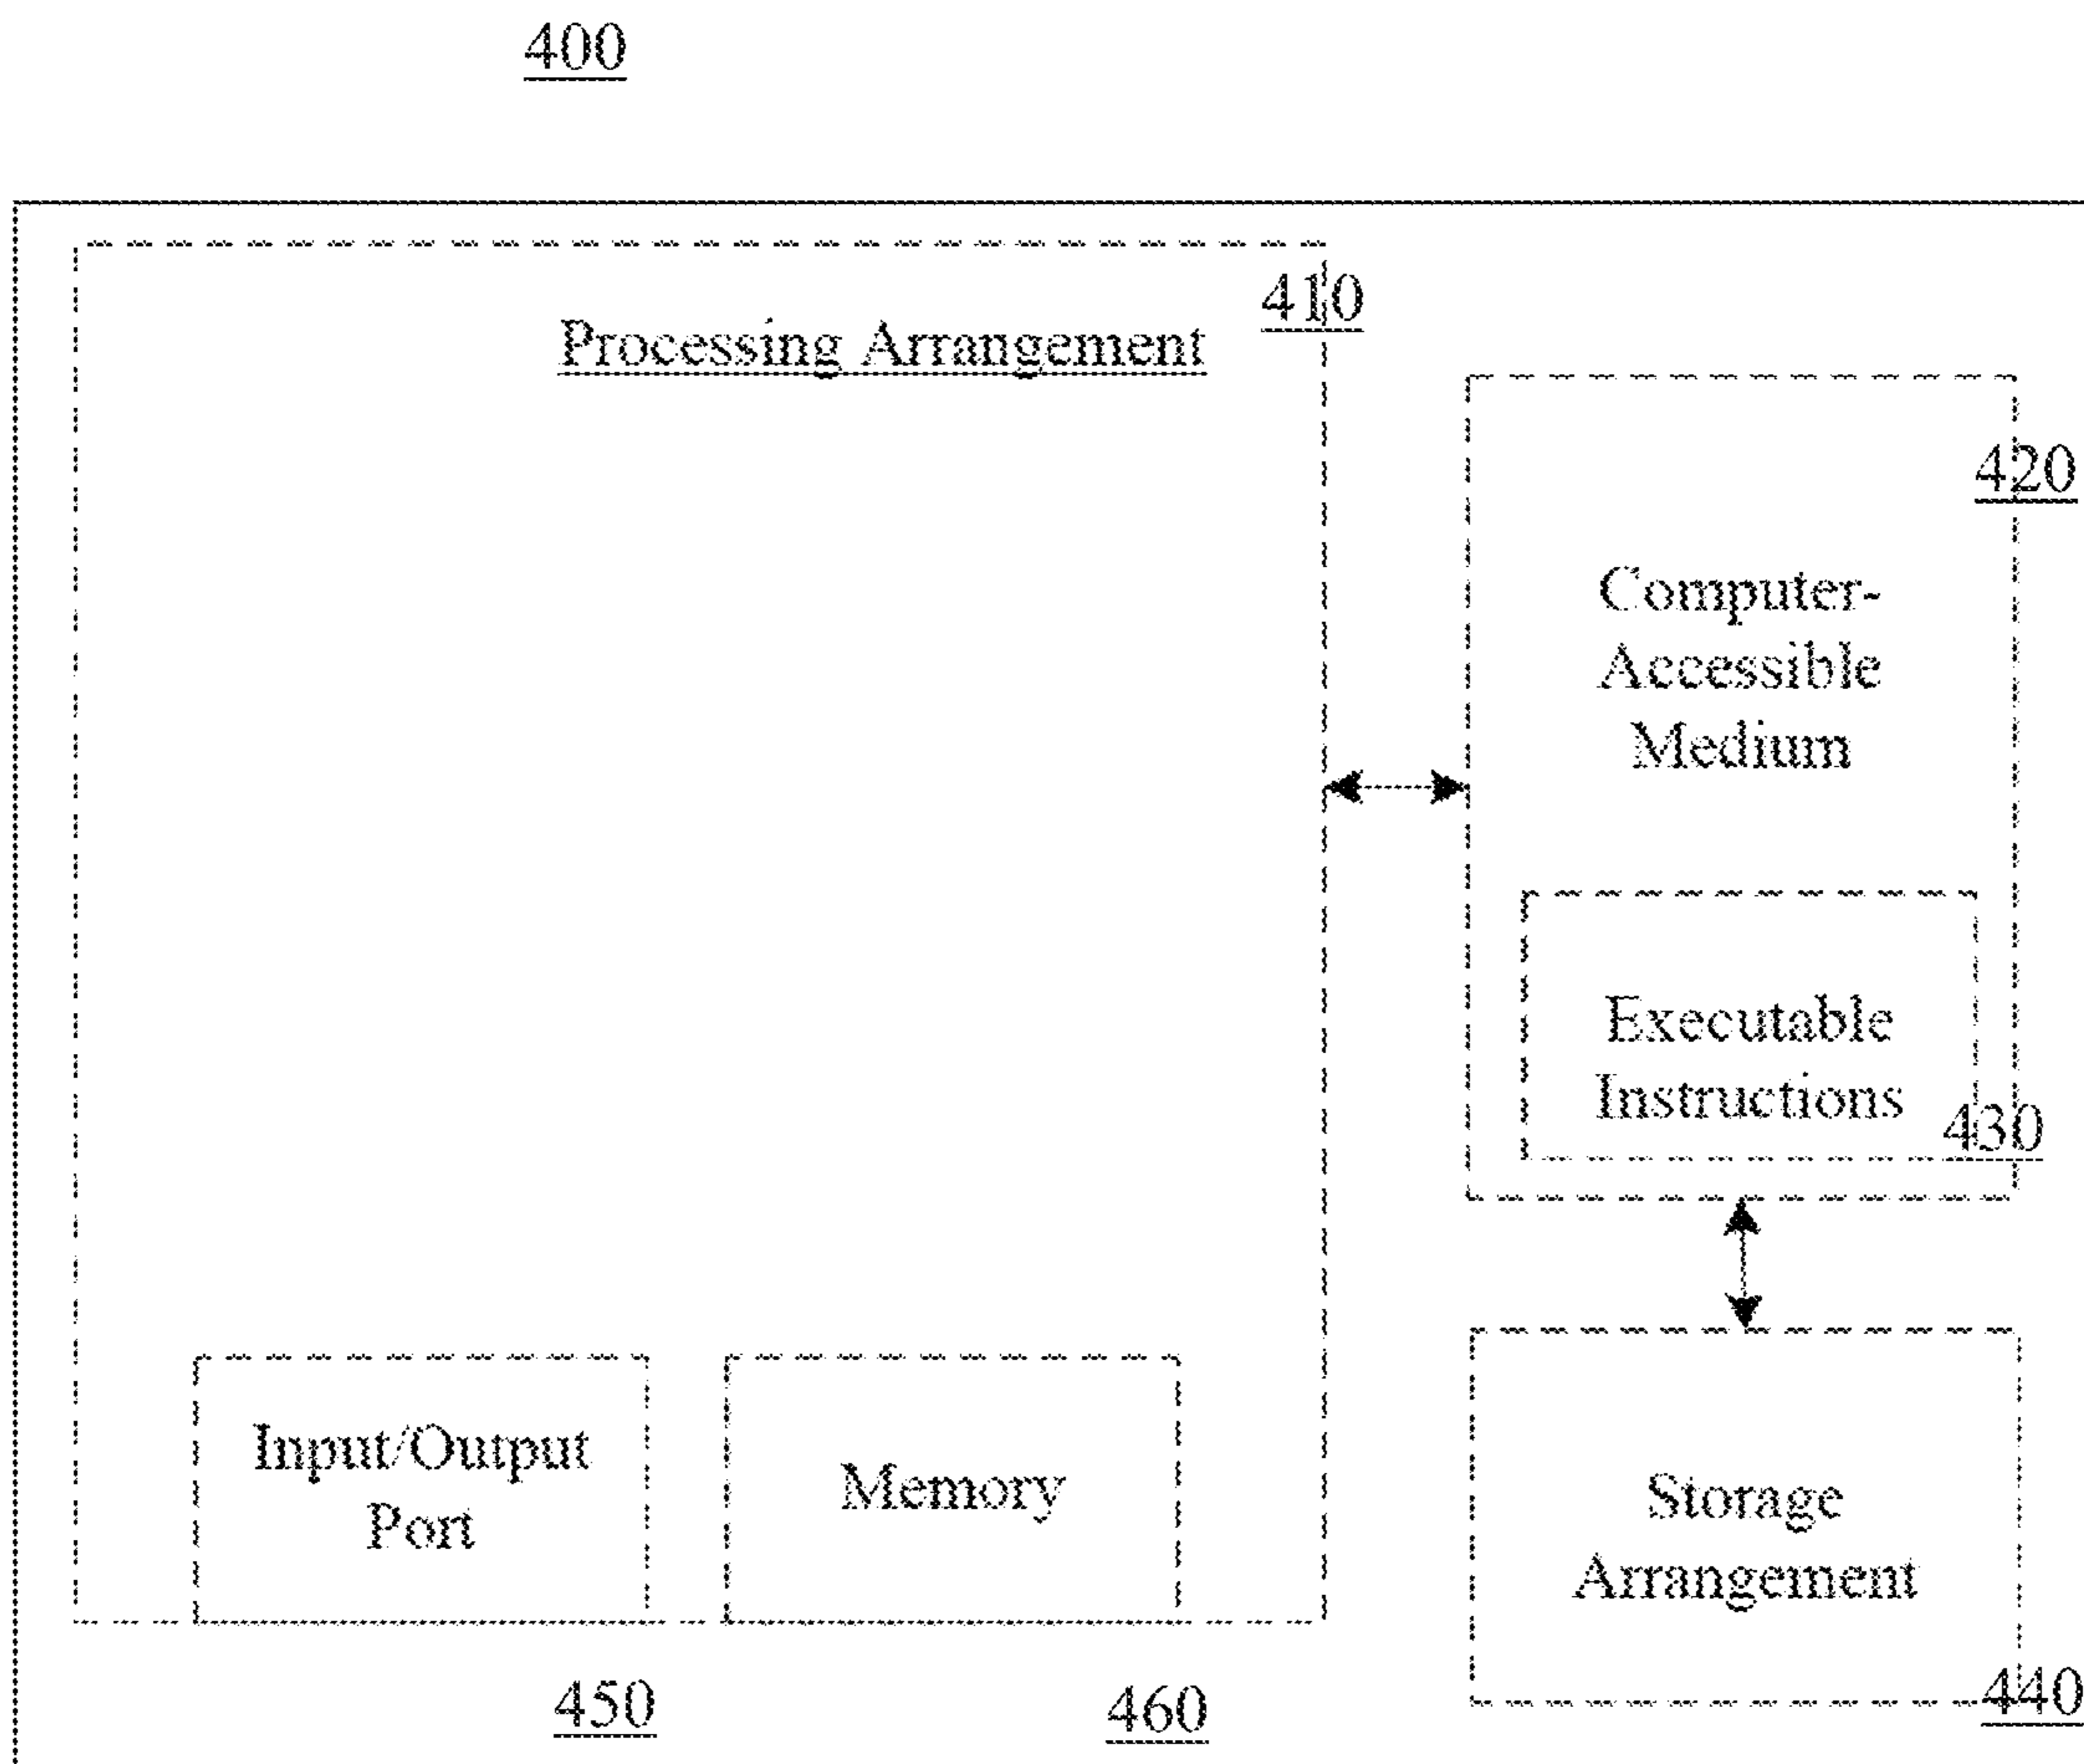 400
410
Processing Arrangement
420
Computer-
Accessible
Medium
Executable
Instructions
430
Input/Output
Port
Memory
Storage
Arrangement
450
460
440